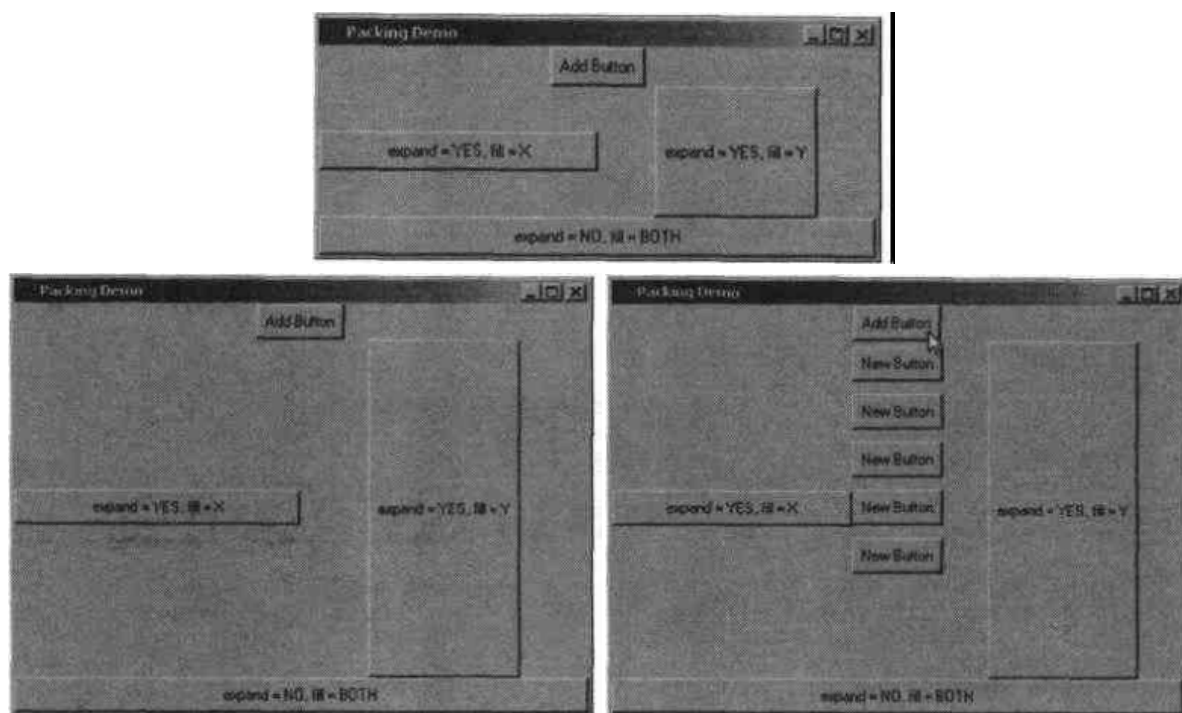 Packing Demo
Add Button
expand = YES, fill = X
expand = YES, fill = Y
expand = NO, fill = BOTH
Packing Demo
Add Button
expand = YES, fill = X
expand = YES, fill = Y
expand = NO, fill = BOTH
Packing Demo
Add Button
New Button
New Button
New Button
expand = YES, fill = X
New Button
expand = YES, fill = Y
New Button
expand = NO, fill = BOTH